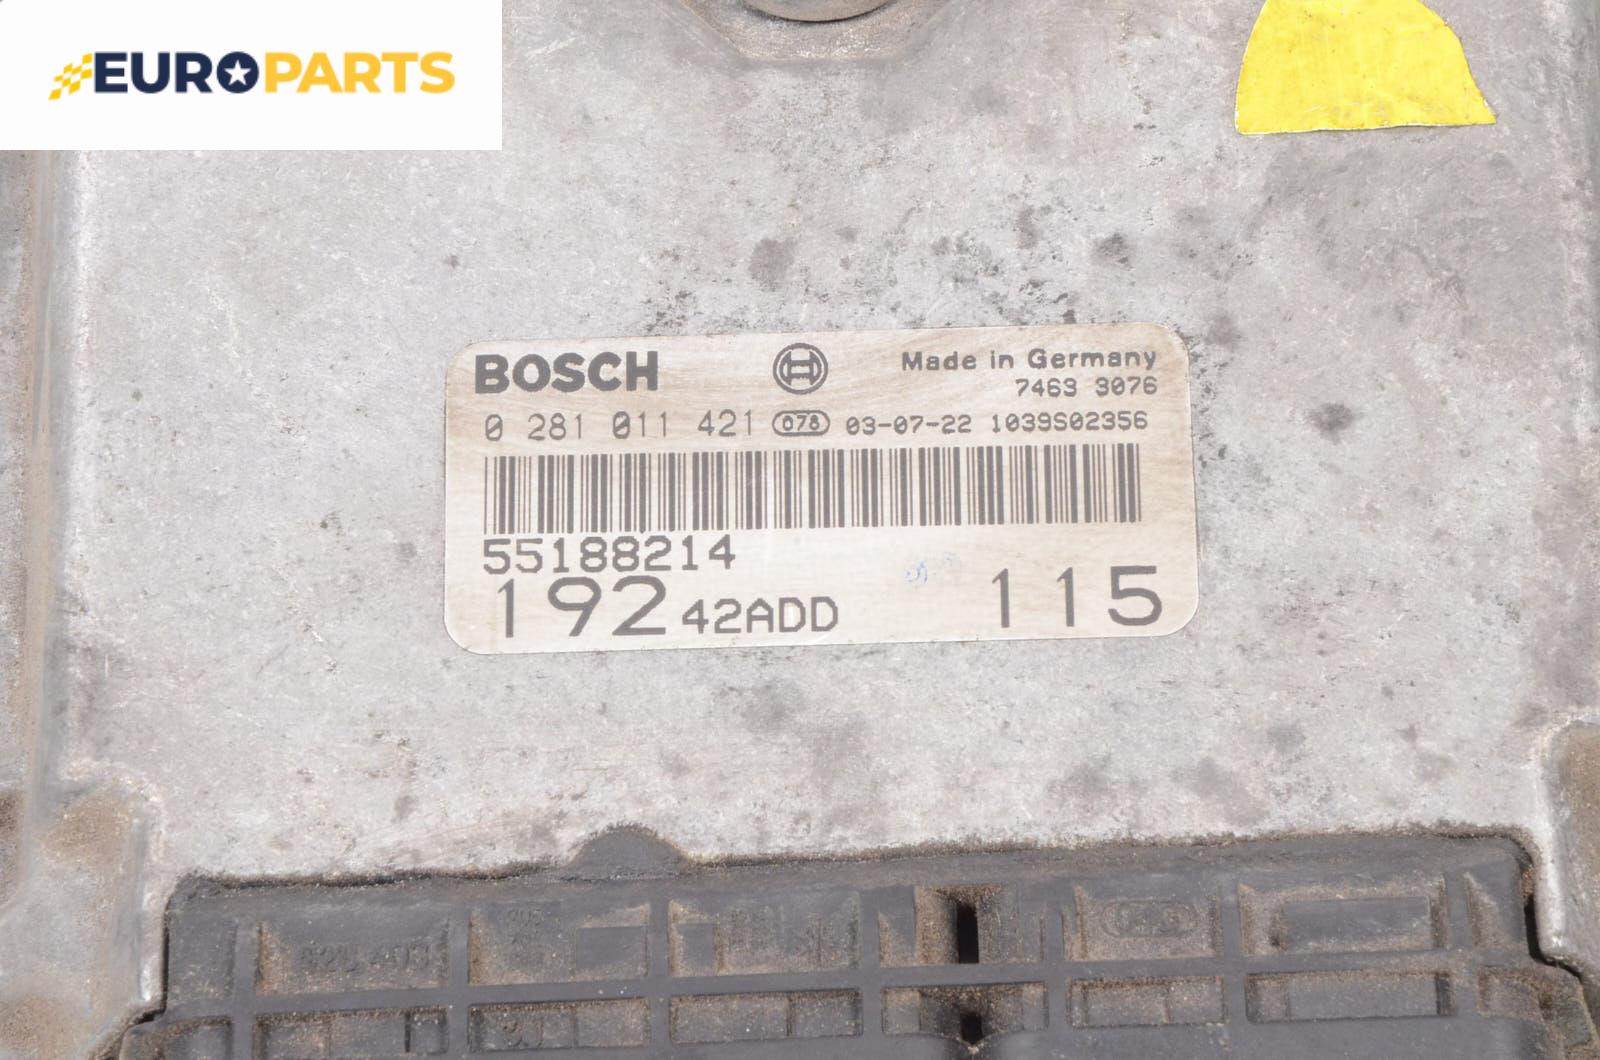 EUROPARTS
BOSCH
Made in Germany
7463 3076
0 281 011 421 078 03-07-22 1039S02356
55188214
192 42ADD 115